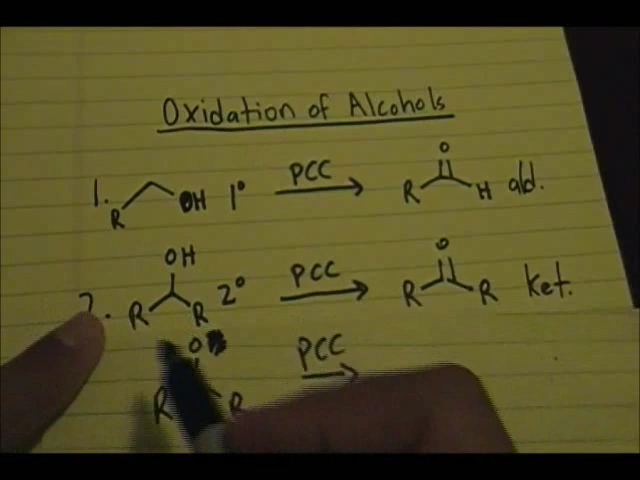 Oxidation of Alcohols
1. R OH 1° PCC R O H ald.
2. OH R R 2° PCC R O R ket.
O R R PCC